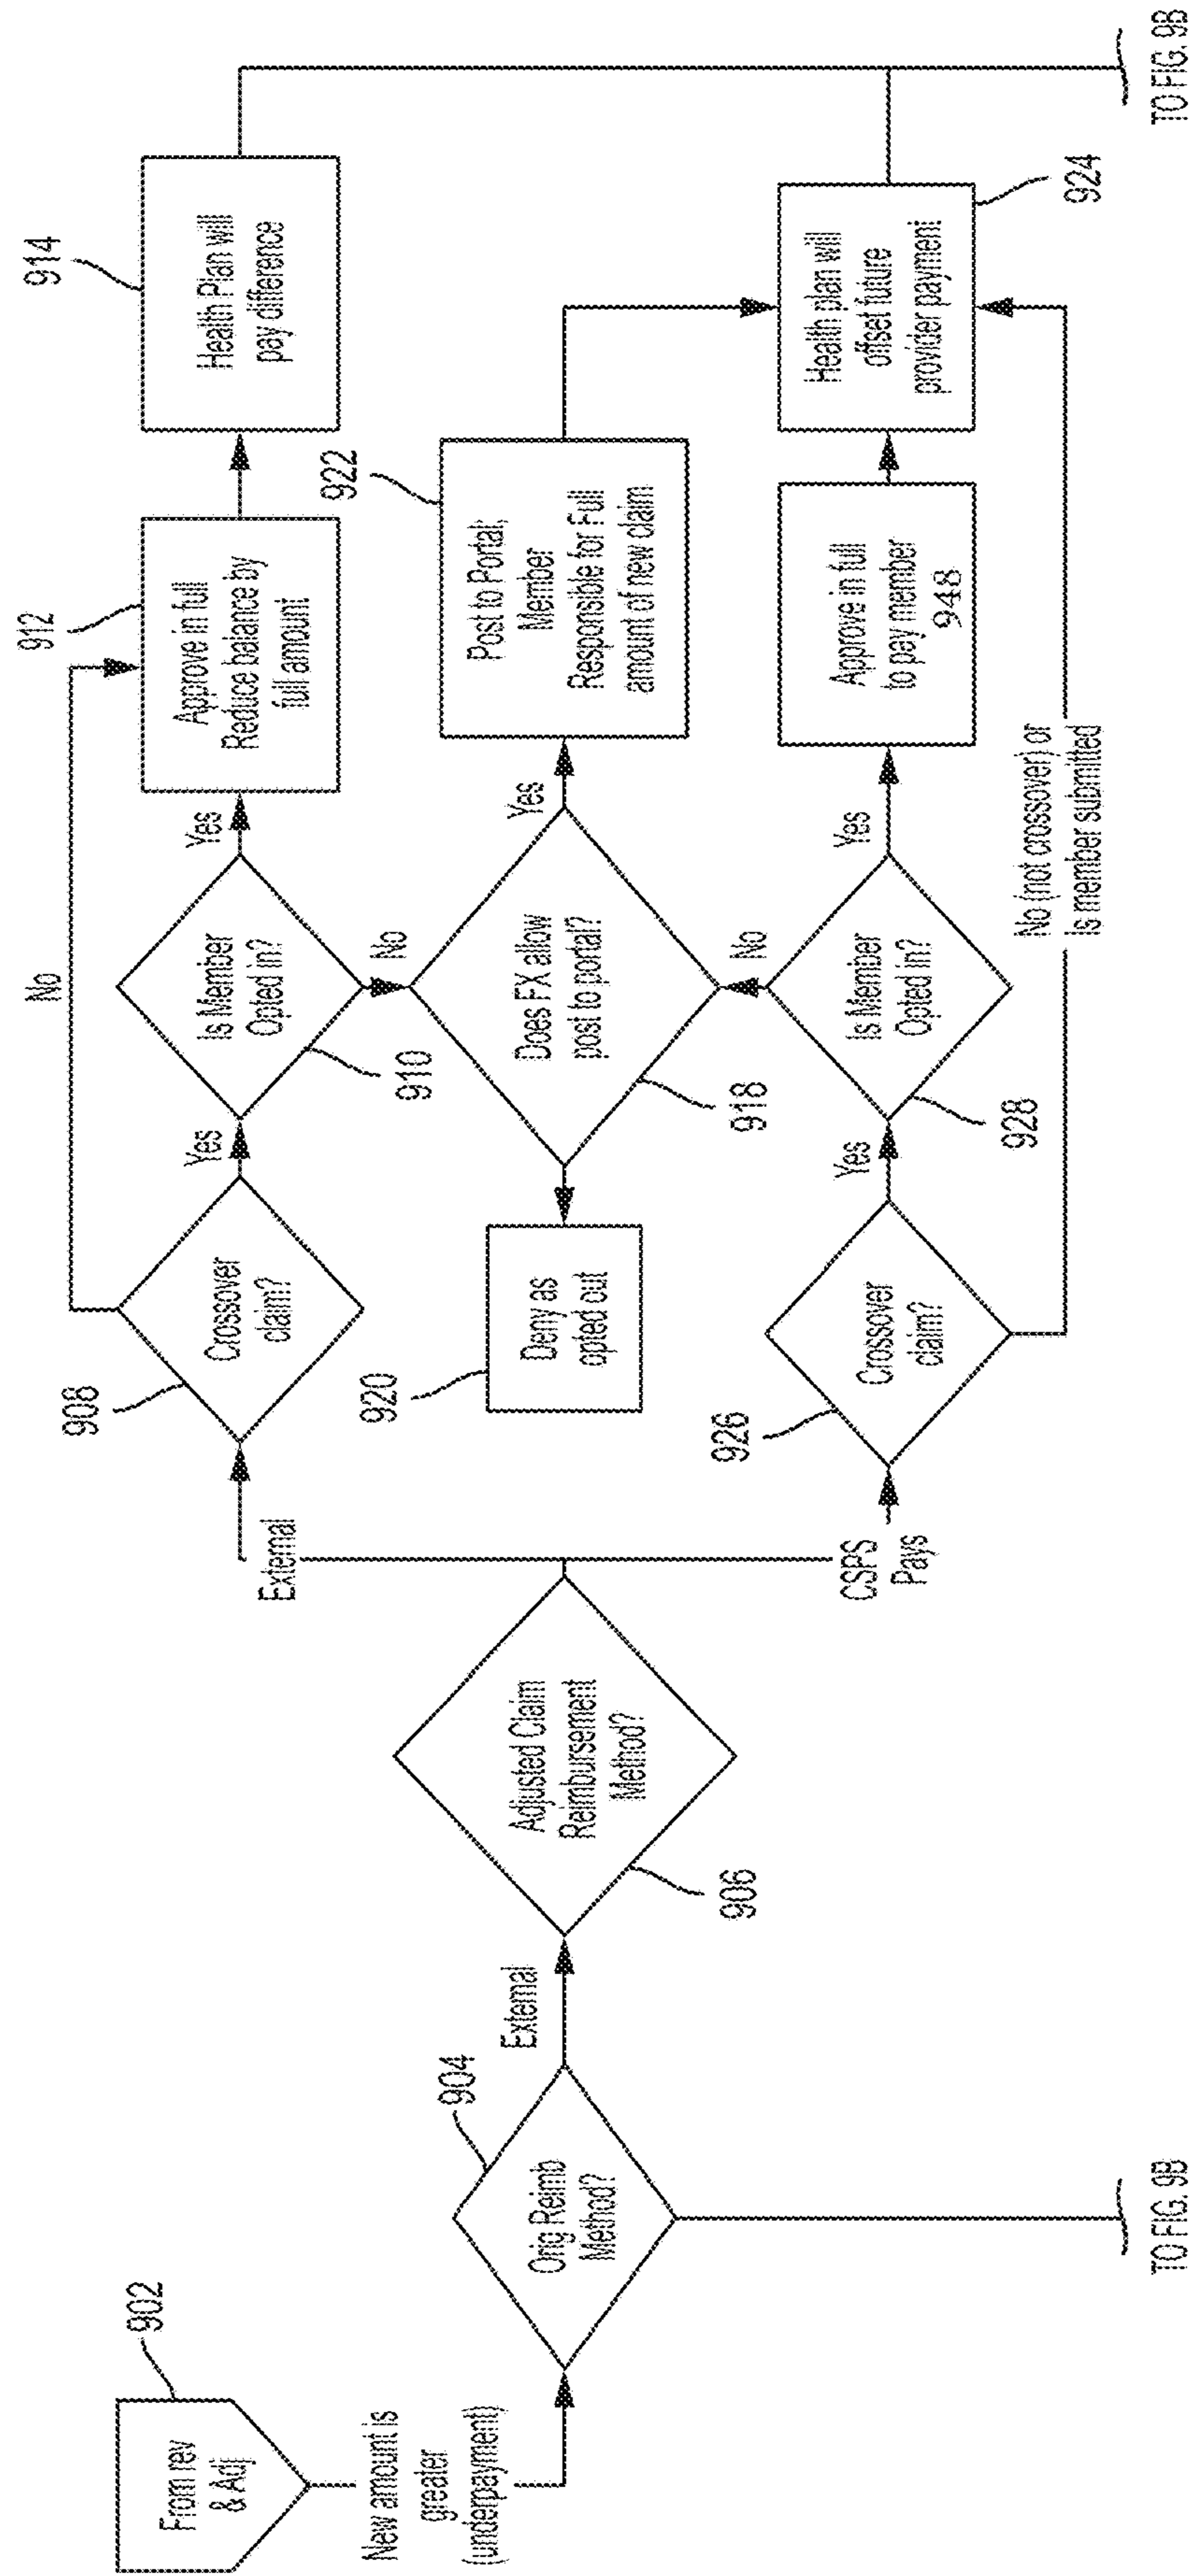 902
From rev
& Adj
New amount is
greater
(underpayment)
904
Orig Reimb
Method?
TO FIG. 9B
External
906
Adjusted Claim
Reimbursement
Method?
External
CSPS
Pays
908
Crossover
claim?
No
Yes
910
Is Member
Opted in?
Yes
No
912
Approve in full
Reduce balance by
full amount
914
Health Plan will
pay difference
918
Does FX allow
post to portal?
Yes
920
Deny as
opted out
922
Post to Portal;
Member
Responsible for Full
amount of new claim
926
Crossover
claim?
Yes
No (not crossover) or
Is member submitted
928
Is Member
Opted in?
No
Yes
Approve in full
to pay member
948
Health plan will
offset future
provider payment
924
TO FIG. 9B